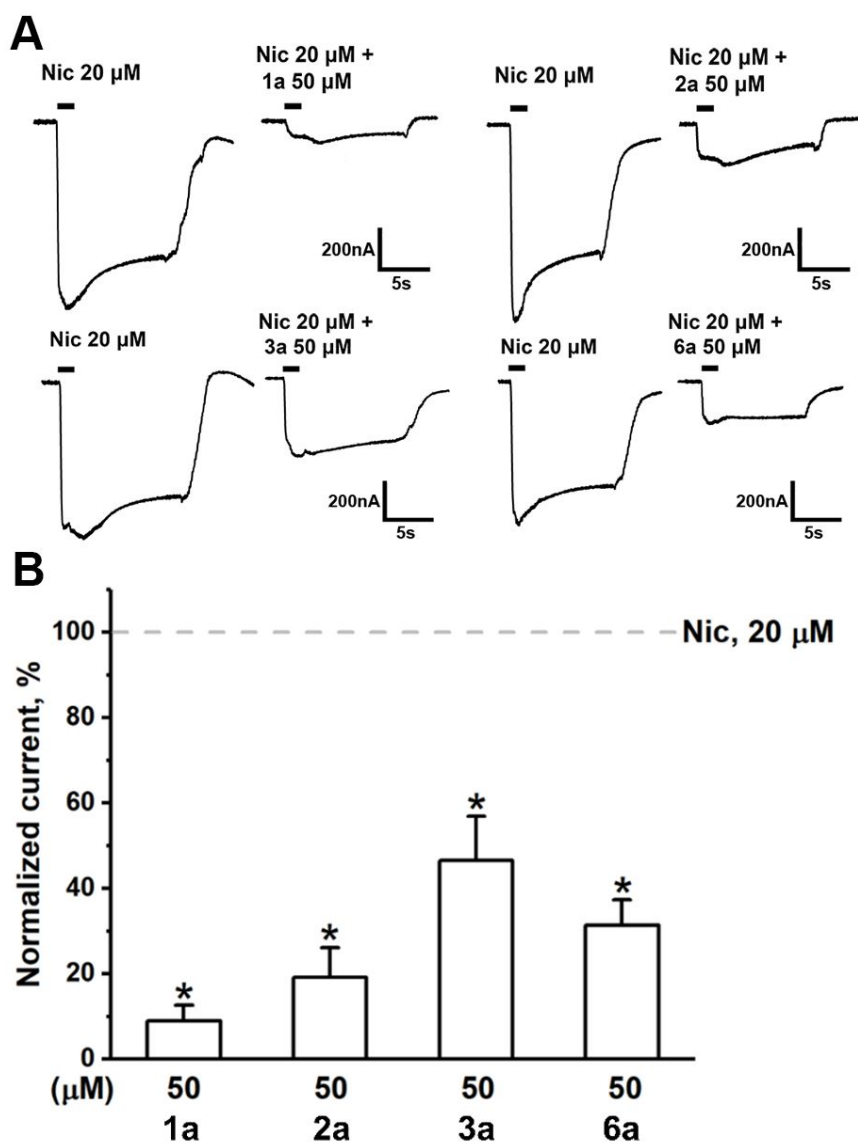 A
Nic 20 µM
Nic 20 µM +
1a 50 µM
Nic 20 µM
Nic 20 µM +
2a 50 µM
200nA
5s
200nA
5s
Nic 20 µM
Nic 20 µM +
3a 50 µM
Nic 20 µM
Nic 20 µM +
6a 50 µM
200nA
5s
200nA
5s
B
Normalized current, %
100
80
60
40
20
0
Nic, 20 µM
* * * *
(µM) 50 50 50 50
1a 2a 3a 6a